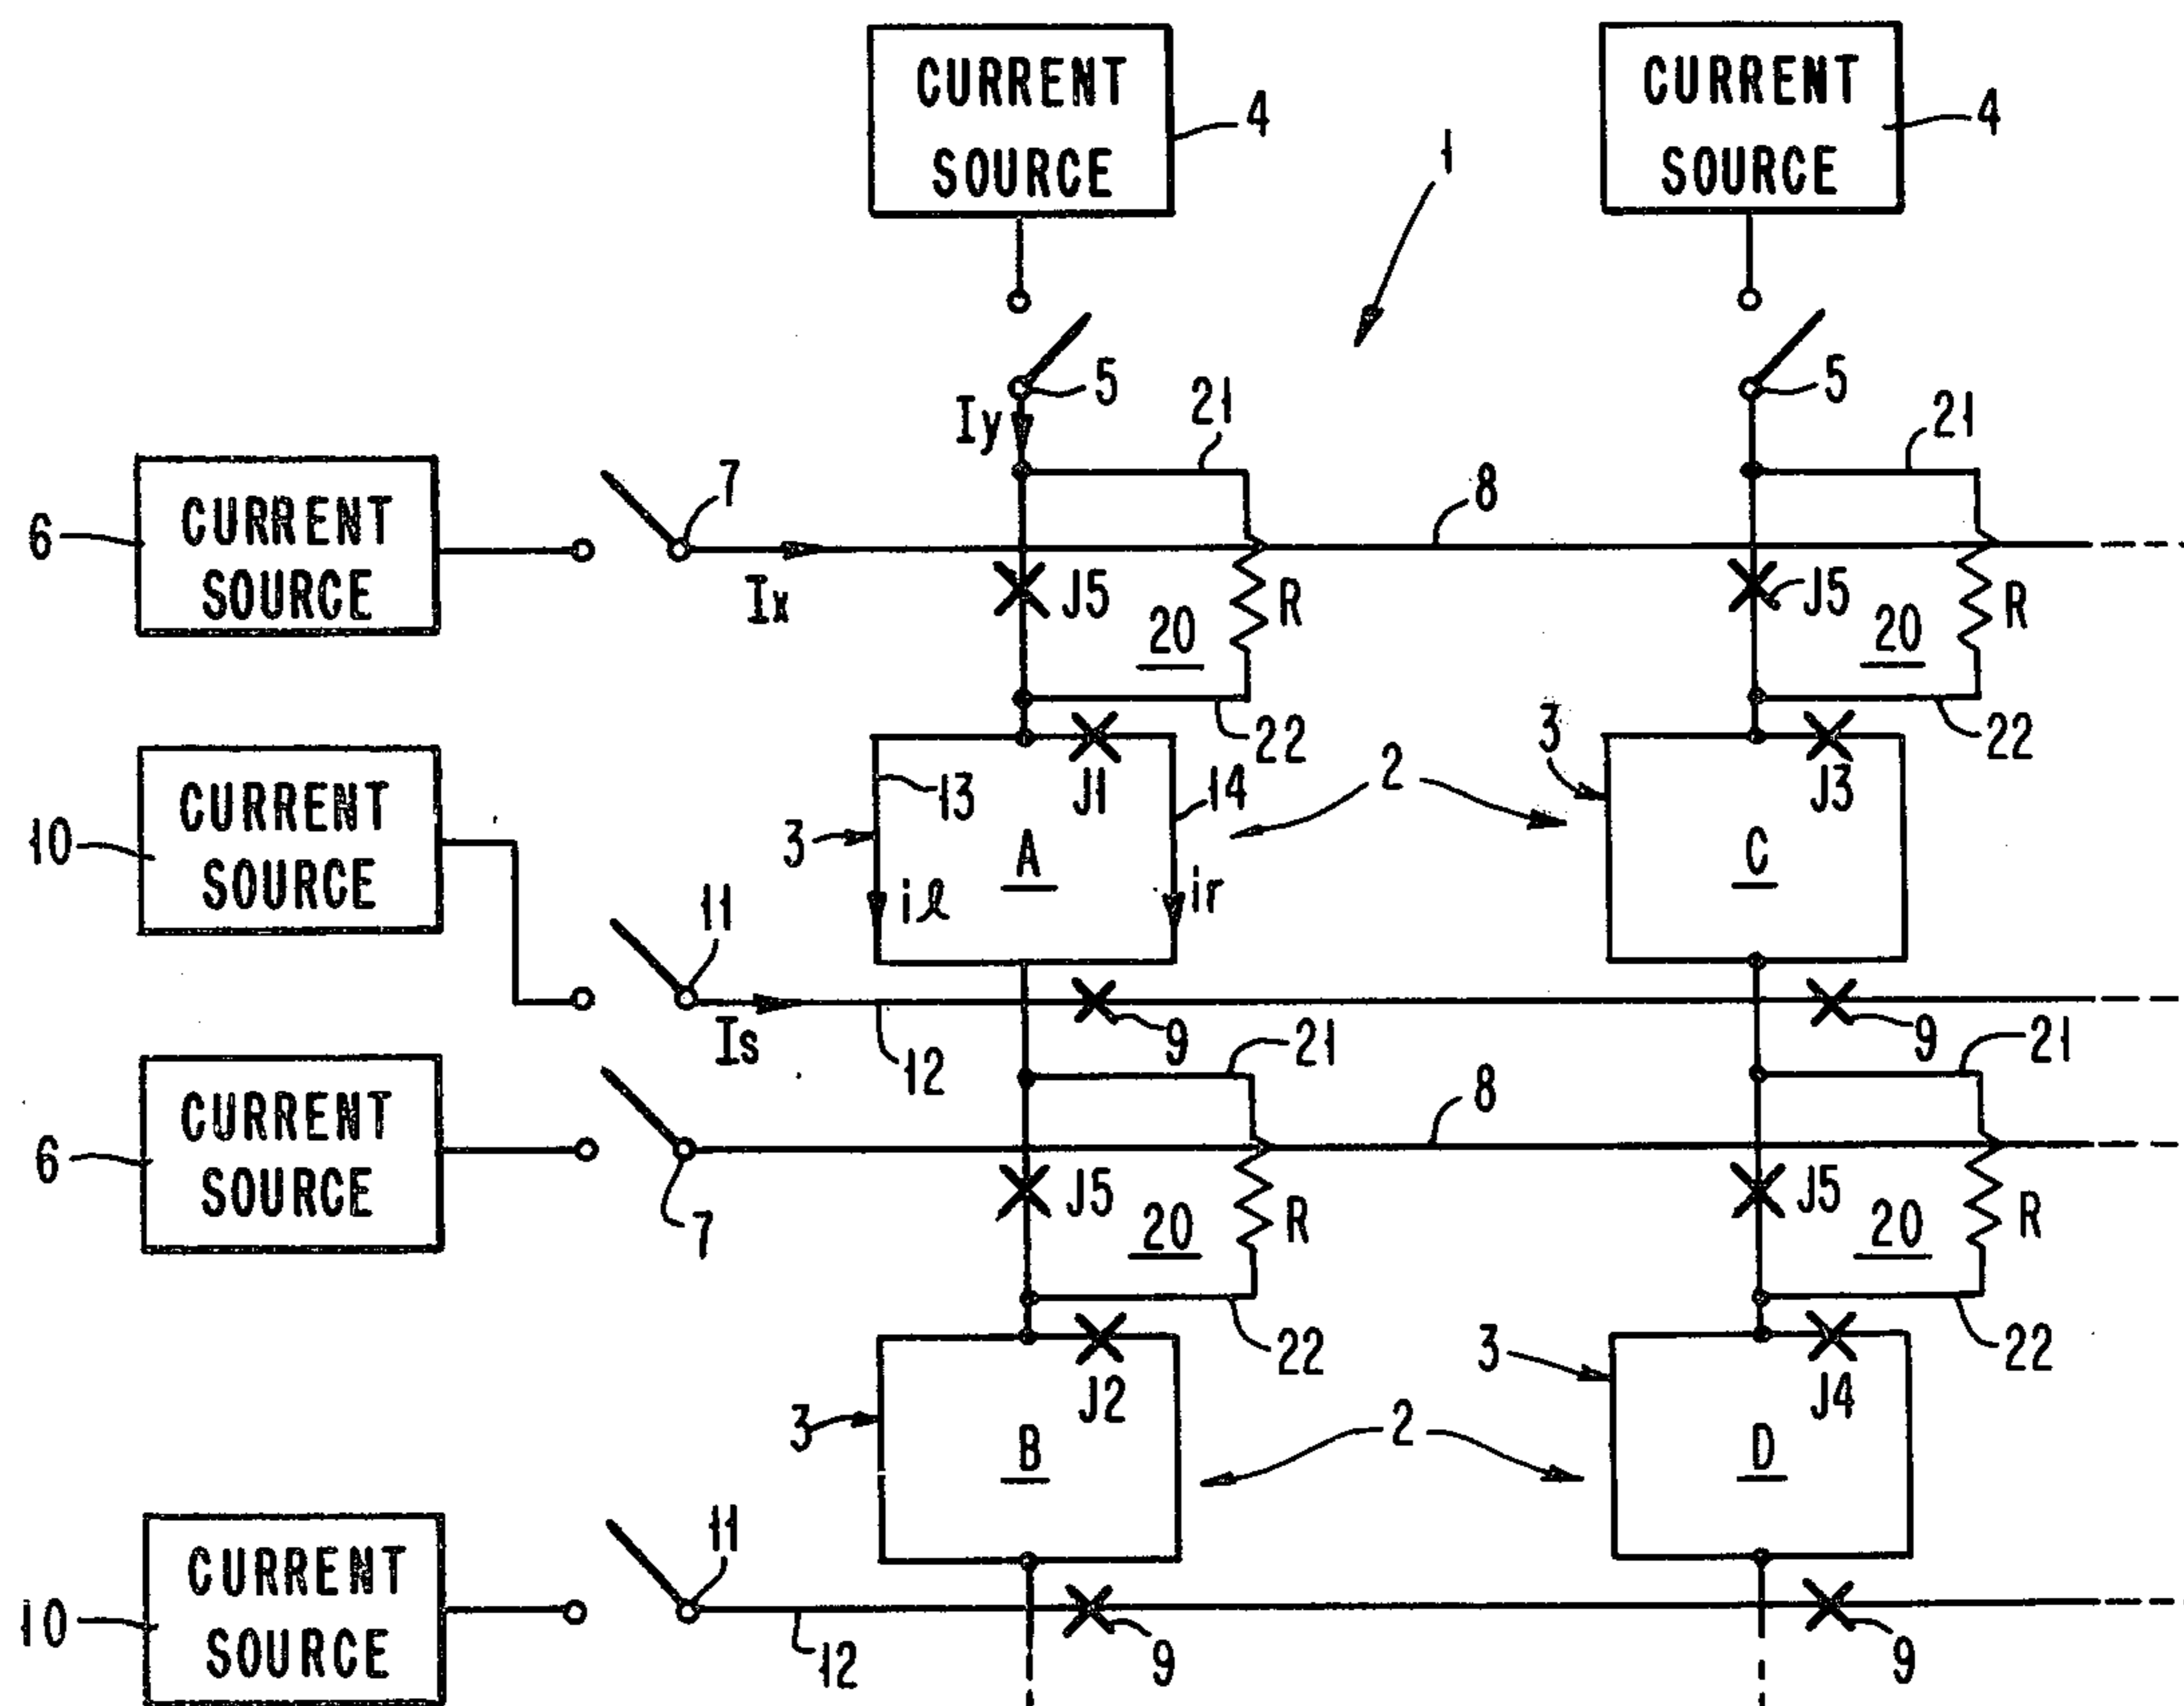 CURRENT
SOURCE
4
CURRENT
SOURCE
4
1
5
5
Iy
21
21
CURRENT
SOURCE
6
7
8
Ix
J5
20
R
J5
20
R
22
22
CURRENT
SOURCE
10
13
J1
14
2
3
J3
3
A
il
ir
C
11
Is
12
9
9
21
21
CURRENT
SOURCE
6
7
8
J5
20
R
J5
20
R
22
22
J2
3
B
2
3
J4
D
CURRENT
SOURCE
10
11
12
9
9